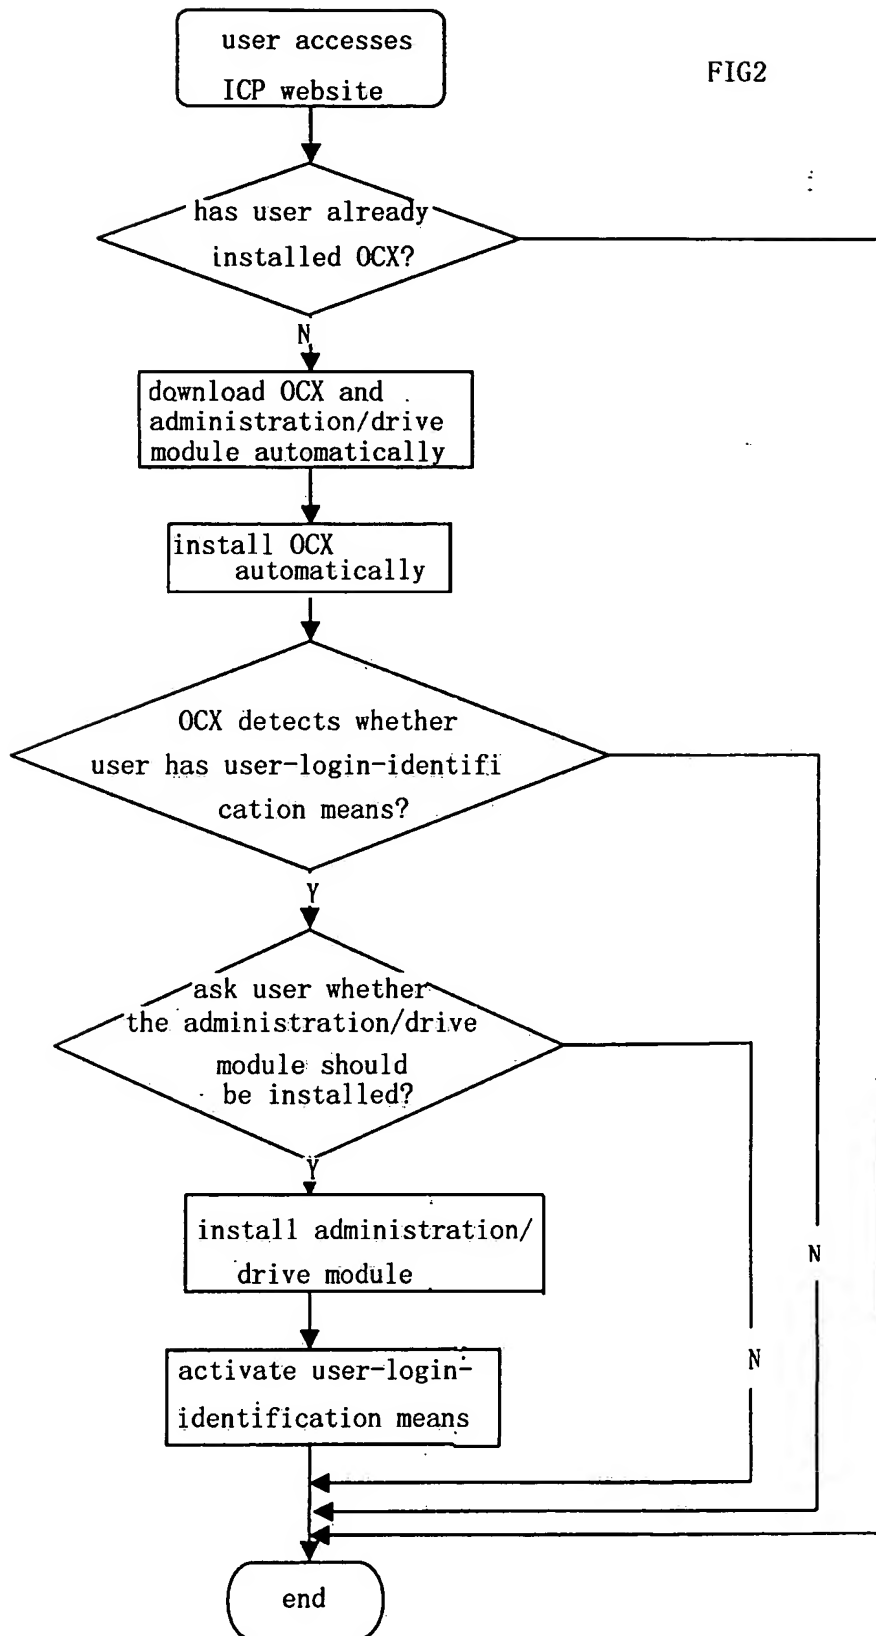 user accesses
ICP website
FIG2
has user already
installed OCX?
N
download OCX and
administration/drive
module automatically
install OCX
automatically
OCX detects whether
user has user-login-identifi
cation means?
Y
ask user whether
the administration/drive
module should
be installed?
Y
install administration/
drive module
N
activate user-login-
identification means
N
end